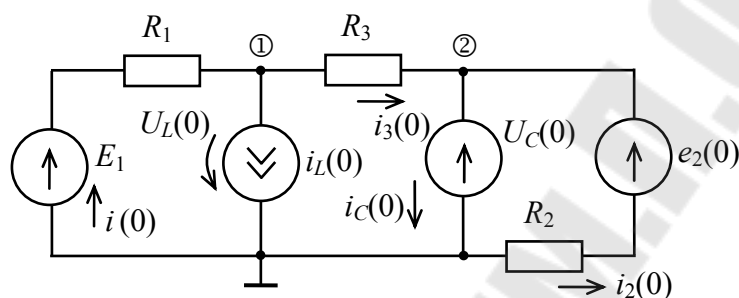 R1 ① R3 ②
UL(0) i3(0) UC(0)
E1 iL(0) e2(0)
i(0) iC(0) R2
i2(0)